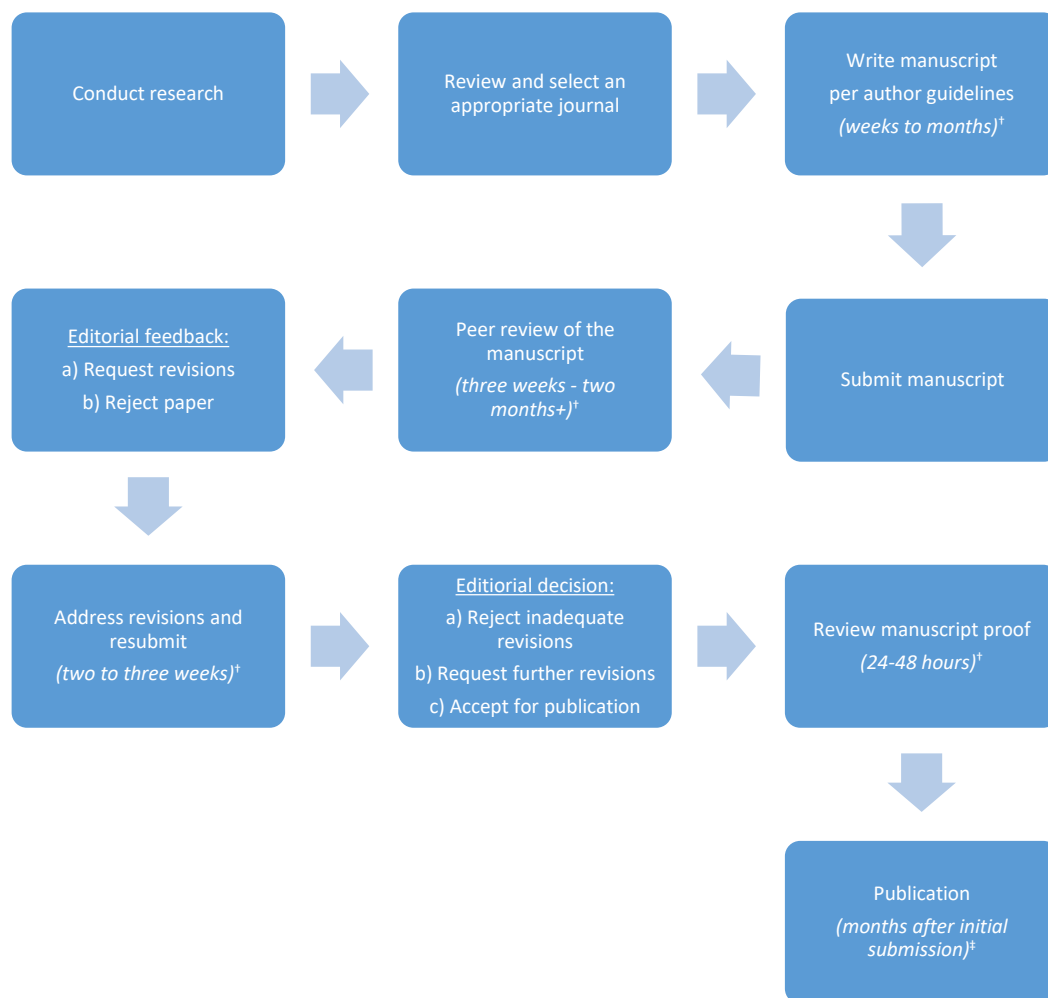 Conduct research
Review and select an
appropriate journal
Write manuscript
per author guidelines
(weeks to months)†
Submit manuscript
Peer review of the
manuscript
(three weeks - two
months+)†
Editorial feedback:
a) Request revisions
b) Reject paper
Address revisions and
resubmit
(two to three weeks)†
Editiorial decision:
a) Reject inadequate
revisions
b) Request further revisions
c) Accept for publication
Review manuscript proof
(24-48 hours)†
Publication
(months after initial
submission)‡